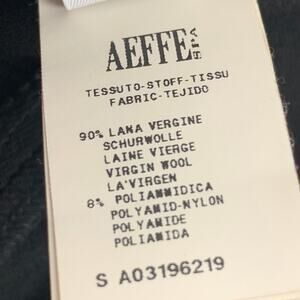 AEFFE SPA
TESSUTO-STOFF-TISSU
FABRIC-TEJIDO
90% LANA VERGINE
SCHURWOLLE
LAINE VIERGE
VIRGIN WOOL
LA'VIRGEN
8% POLIAMMIDICA
POLYAMID-NYLON
POLYAMIDE
POLIAMIDA
S A03196219